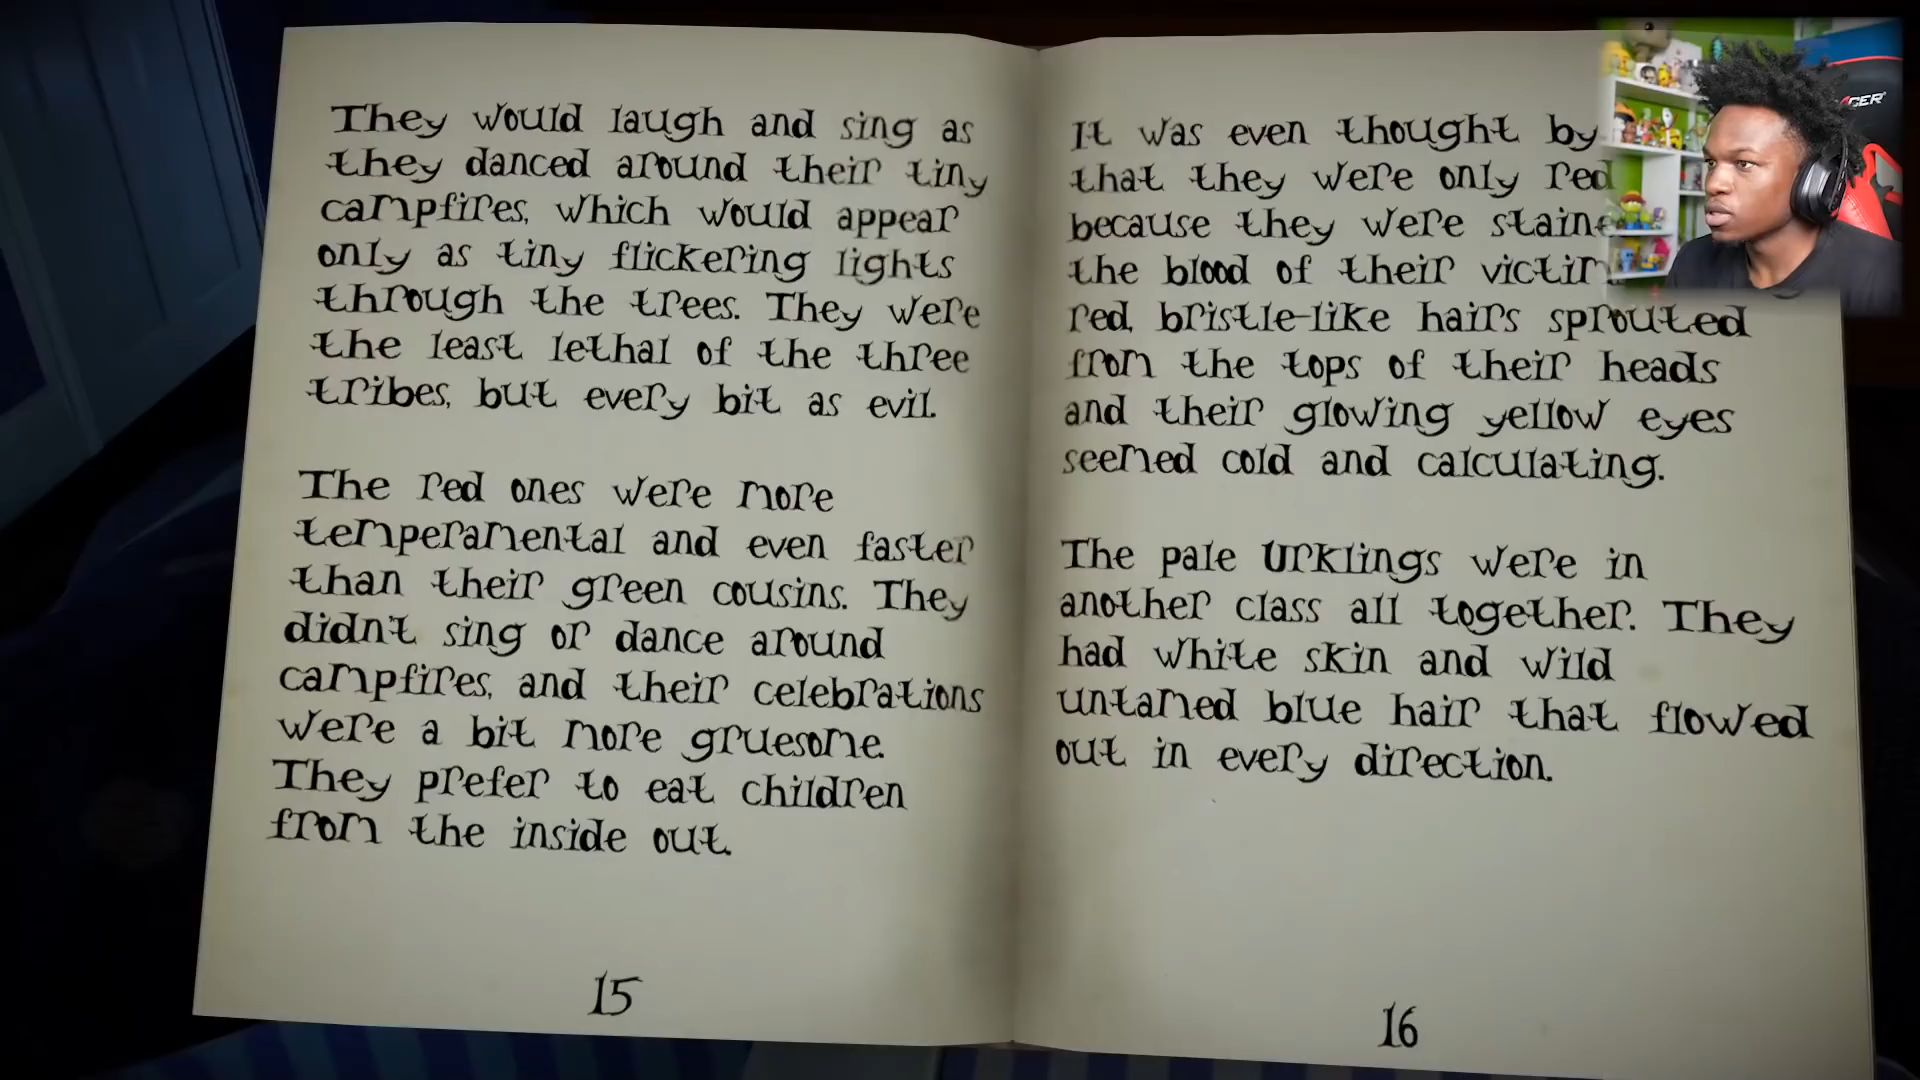 They would laugh and sing as
they danced around their tiny
campfires, which would appear
only as tiny flickering lights
through the trees. They were
the least lethal of the three
tribes, but every bit as evil.
The red ones were more
temperamental and even faster
than their green cousins. They
didn't sing or dance around
campfires, and their celebrations
were a bit more gruesome.
They prefer to eat children
from the inside out.
15
It was even thought by
that they were only red
because they were
the blood of their
red, bristle-like hairs sprouted
from the tops of their heads
and their glowing yellow eyes
seemed cold and calculating.
The pale Urklings were in
another class all together. They
had white skin and wild
untamed blue hair that flowed
out in every direction.
16